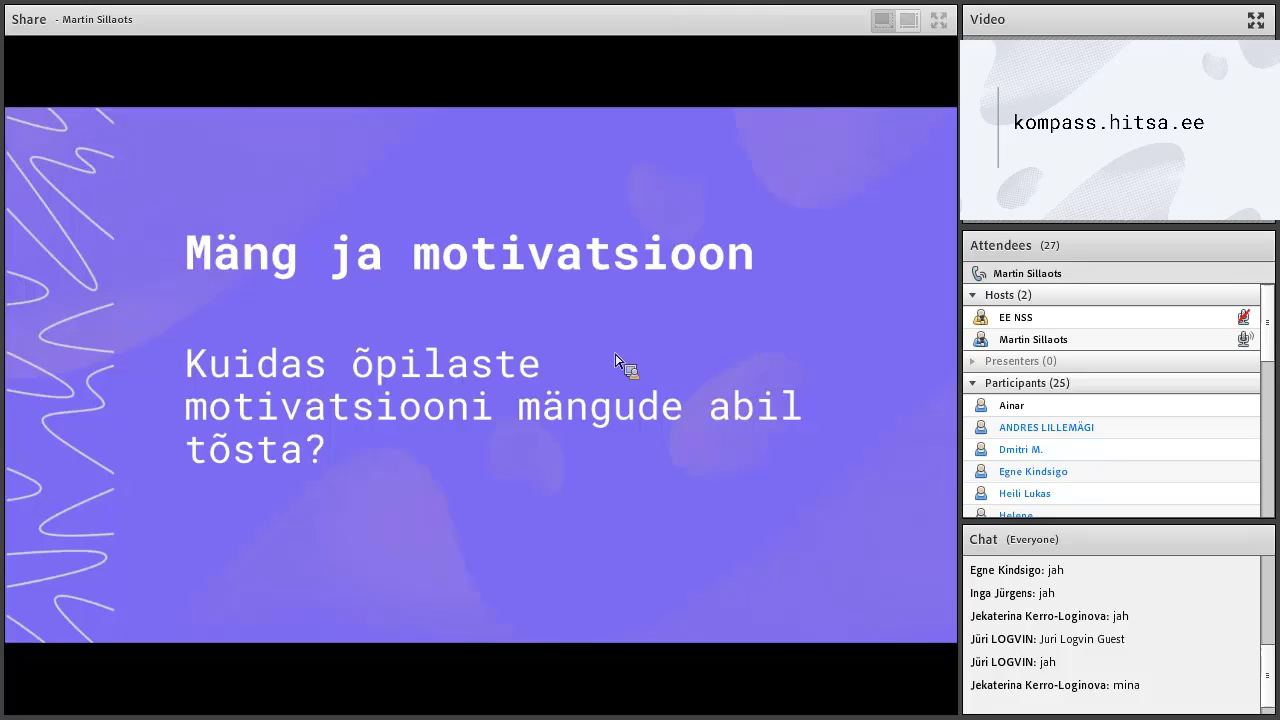 Share - Martin Sillaots
Mäng ja motivatsioon
Kuidas õpilaste
motivatsiooni mängude abil
tõsta?
Video
kompass.hitsa.ee
Attendees (27)
Martin Sillaots
Hosts (2)
EE NSS
Martin Sillaots
Presenters (0)
Participants (25)
Ainar
ANDRES LILLEMÄGI
Dmitri M.
Egne Kindsigo
Heili Lukas
Helene
Chat (Everyone)
Egne Kindsigo: jah
Inga Jürgens: jah
Jekaterina Kerro-Loginova: jah
Jüri LOGVIN: Juri Logvin Guest
Jüri LOGVIN: jah
Jekaterina Kerro-Loginova: mina